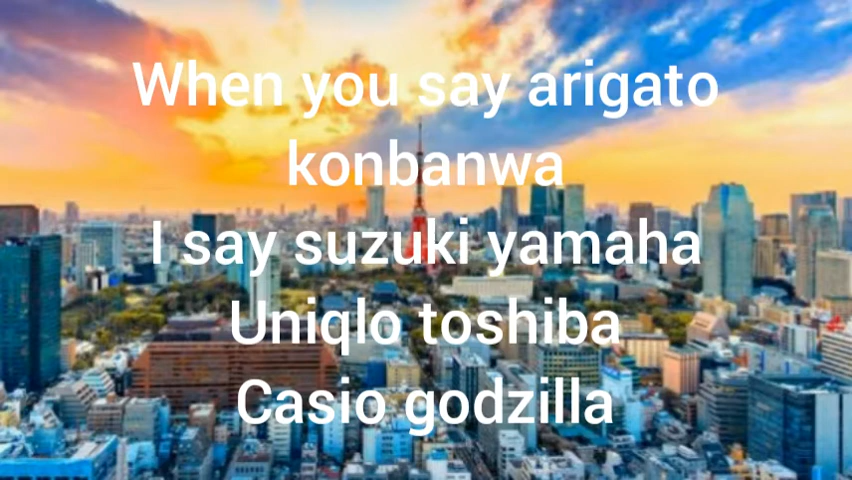 When you say arigato
konbanwa
I say suzuki yamaha
Uniqlo toshiba
Casio godzilla